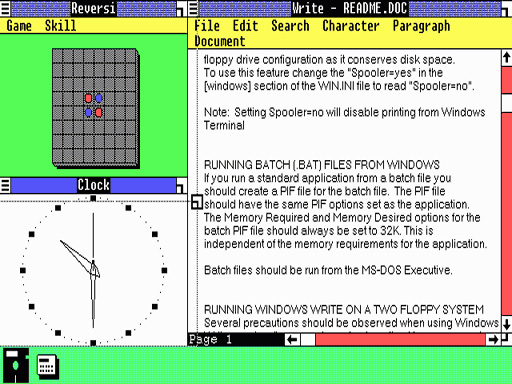 Reversi
Game Skill
Clock
Write - README.DOC
File Edit Search Character Paragraph
Document
floppy drive configuration as it conserves disk space.
To use this feature change the "Spooler=yes" in the
[windows] section of the WIN.INI file to read "Spooler=no".
Note: Setting Spooler=no will disable printing from Windows
Terminal
RUNNING BATCH (.BAT) FILES FROM WINDOWS
If you run a standard application from a batch file you
should create a PIF file for the batch file. The PIF file
should have the same PIF options set as the application.
The Memory Required and Memory Desired options for the
batch PIF file should always be set to 32K. This is
independent of the memory requirements for the application.
Batch files should be run from the MS-DOS Executive.
RUNNING WINDOWS WRITE ON A TWO FLOPPY SYSTEM
Several precautions should be observed when using Windows
Page 1